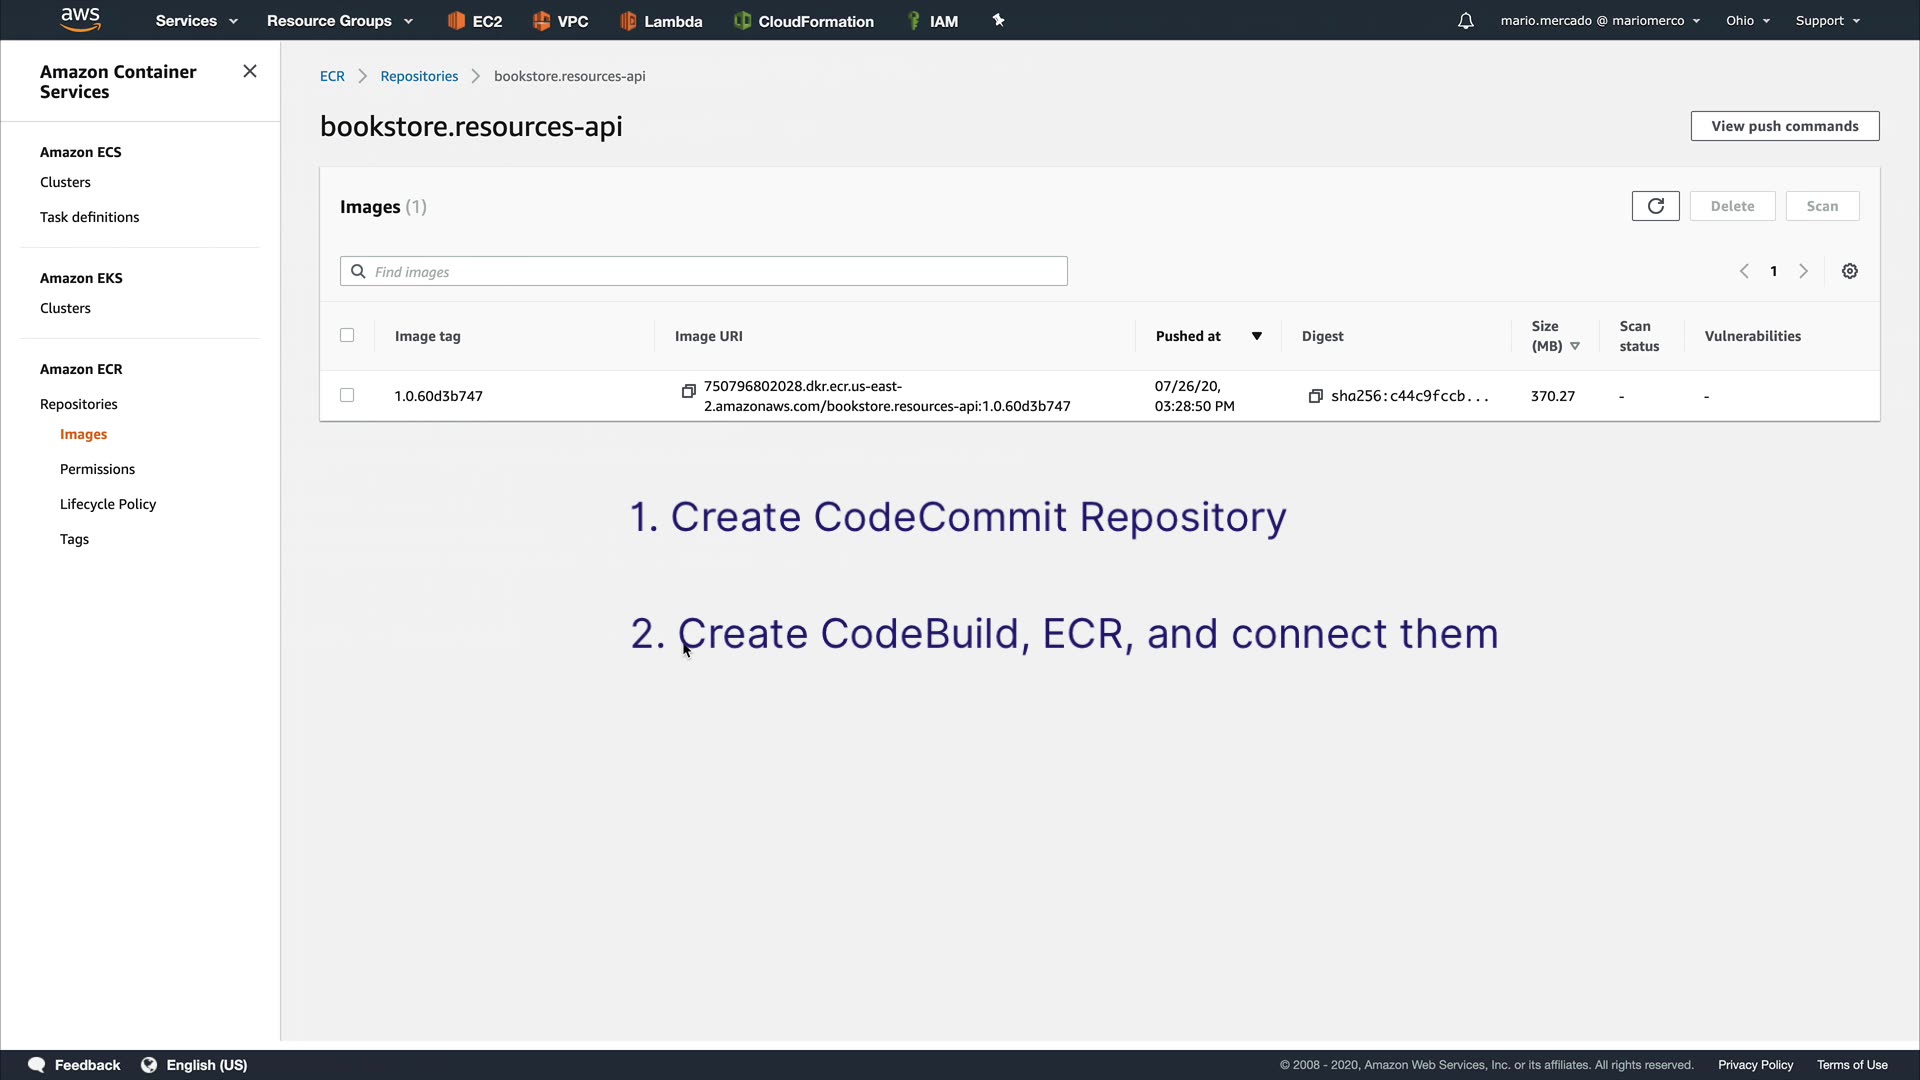 aws
Services
Resource Groups
EC2
VPC
Lambda
CloudFormation
IAM
mario.mercado @ mariomerco
Ohio
Support
Amazon Container
Services
Amazon ECS
Clusters
Task definitions
Amazon EKS
Clusters
Amazon ECR
Repositories
Images
Permissions
Lifecycle Policy
Tags
ECR
Repositories
bookstore.resources-api
bookstore.resources-api
View push commands
Images (1)
Delete
Scan
Find images
1
Image tag
Image URI
Pushed at
Digest
Size
(MB)
Scan
status
Vulnerabilities
1.0.60d3b747
750796802028.dkr.ecr.us-east-
2.amazonaws.com/bookstore.resources-api:1.0.60d3b747
07/26/20,
03:28:50 PM
sha256:c44c9fccb...
370.27
-
-
1. Create CodeCommit Repository
2. Create CodeBuild, ECR, and connect them
Feedback
English (US)
© 2008 - 2020, Amazon Web Services, Inc. or its affiliates. All rights reserved.
Privacy Policy
Terms of Use